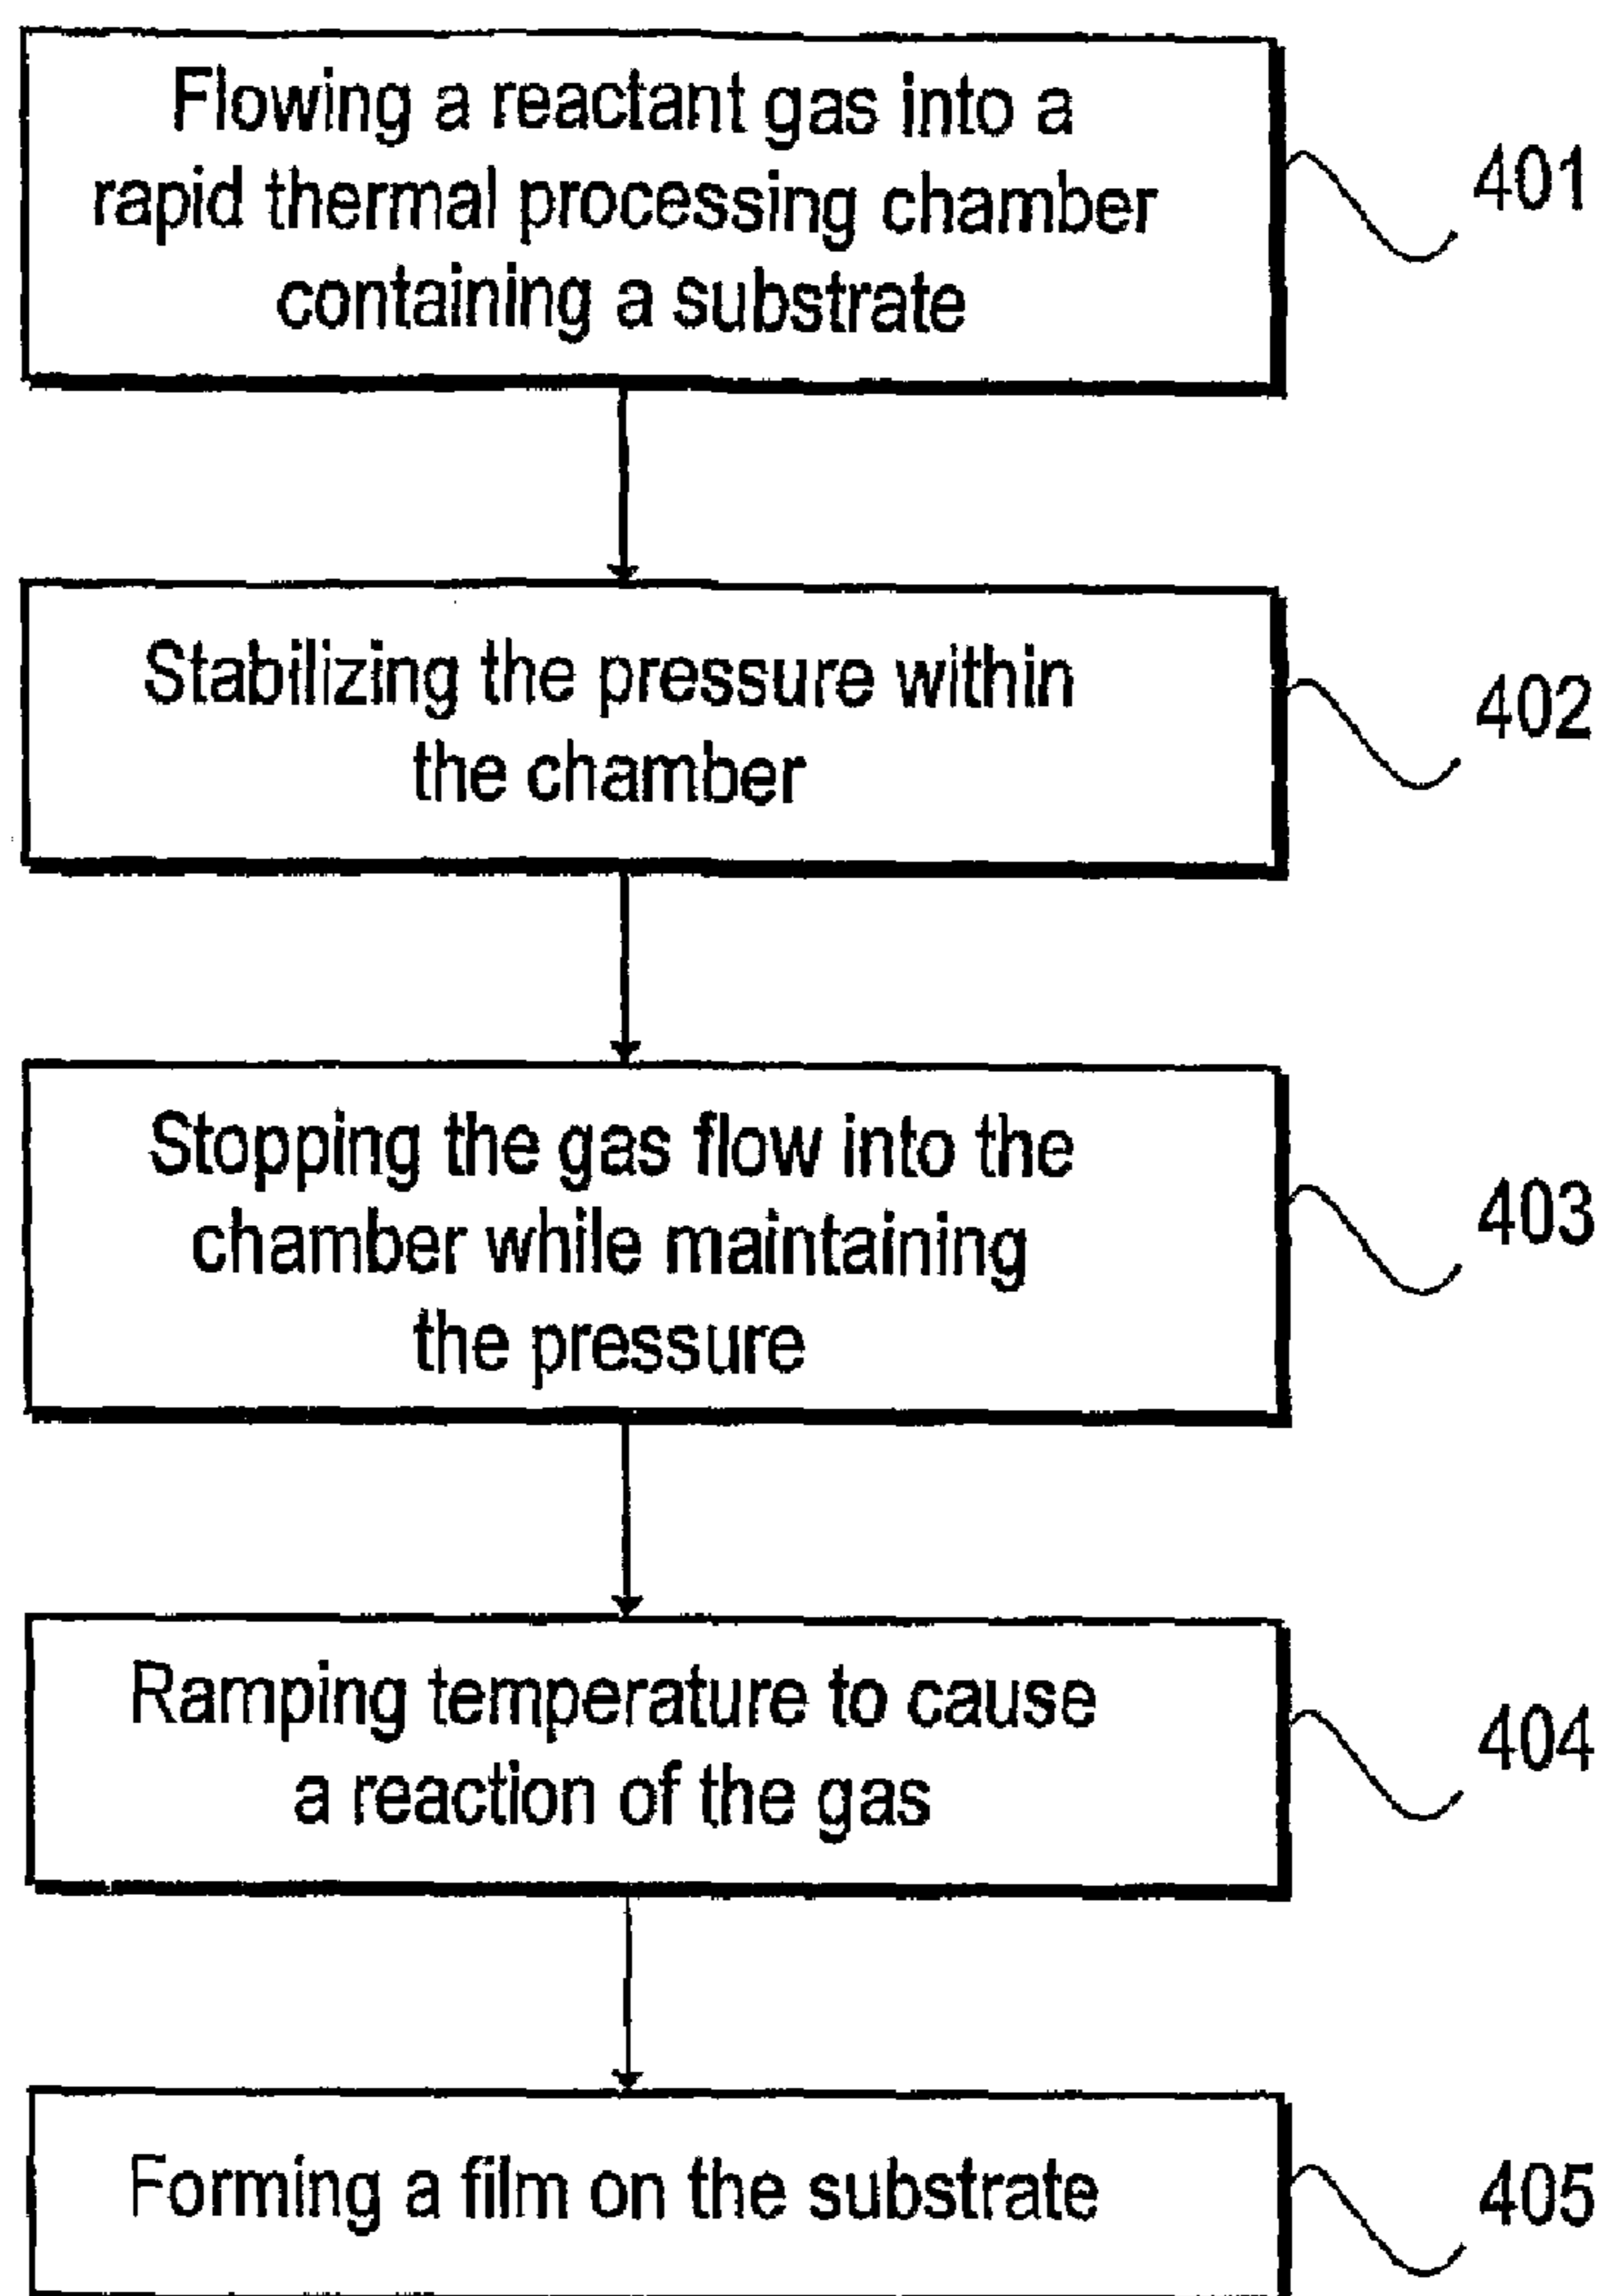 Flowing a reactant gas into a
rapid thermal processing chamber
containing a substrate
401
Stabilizing the pressure within
the chamber
402
Stopping the gas flow into the
chamber while maintaining
the pressure
403
Ramping temperature to cause
a reaction of the gas
404
Forming a film on the substrate
405